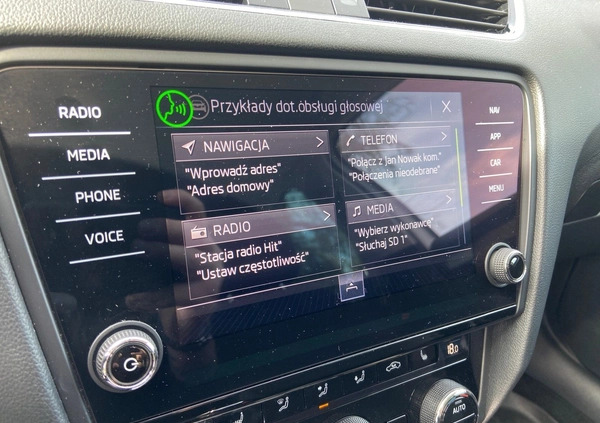 RADIO
MEDIA
PHONE
VOICE
Przykłady dot.obsługi głosowej
NAWIGACJA
"Wprowadź adres"
"Adres domowy"
TELEFON
"Połącz z Jan Nowak kom."
"Połączenia nieodebrane"
RADIO
"Stacja radio Hit"
"Ustaw częstotliwość"
MEDIA
"Wybierz wykonawcę"
"Słuchaj SD 1"
NAV
APP
CAR
MENU
18.0
AUTO